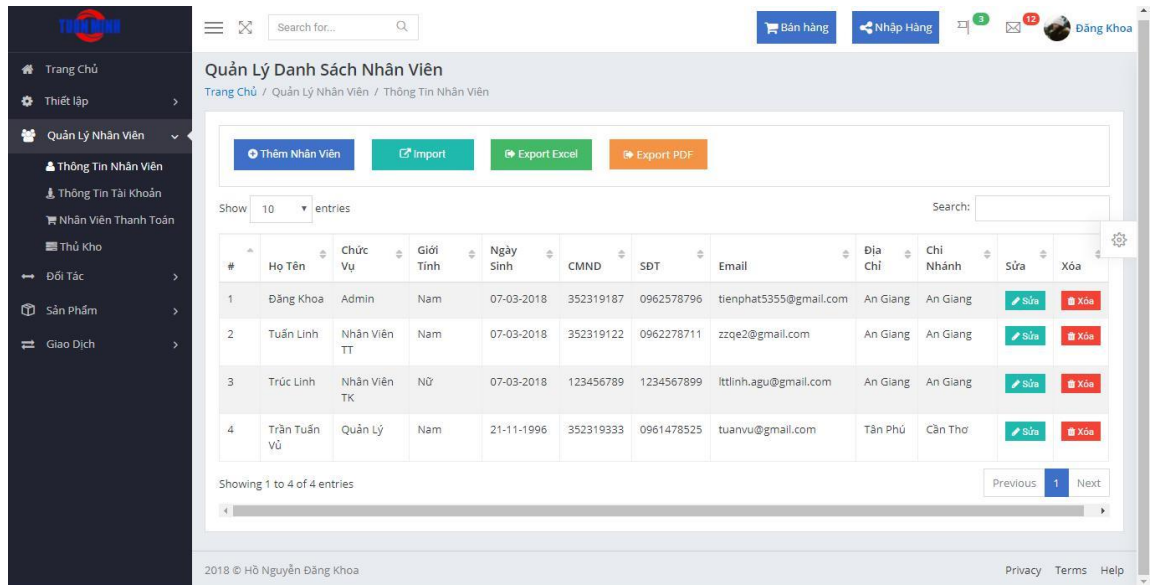 TUẤN MINH
Search for...
Bán hàng
Nhập Hàng
3
12
Đăng Khoa
Trang Chủ
Thiết lập
Quản Lý Nhân Viên
Thông Tin Nhân Viên
Thông Tin Tài Khoản
Nhân Viên Thanh Toán
Thủ Kho
Đối Tác
Sản Phẩm
Giao Dịch
Quản Lý Danh Sách Nhân Viên
Trang Chủ / Quản Lý Nhân Viên / Thông Tin Nhân Viên
Thêm Nhân Viên
Import
Export Excel
Export PDF
Show 10 entries
Search:
# Họ Tên Chức Vụ Giới Tính Ngày Sinh CMND SĐT Email Địa Chỉ Chi Nhánh Sửa Xóa
1 Đăng Khoa Admin Nam 07-03-2018 352319187 0962578796 tienphat5355@gmail.com An Giang An Giang Sửa Xóa
2 Tuấn Linh Nhân Viên TT Nam 07-03-2018 352319122 0962278711 zzqe2@gmail.com An Giang An Giang Sửa Xóa
3 Trúc Linh Nhân Viên TK Nữ 07-03-2018 123456789 1234567899 lttlinh.agu@gmail.com An Giang An Giang Sửa Xóa
4 Trần Tuấn Vủ Quản Lý Nam 21-11-1996 352319333 0961478525 tuanvu@gmail.com Tân Phú Cần Thơ Sửa Xóa
Showing 1 to 4 of 4 entries
Previous 1 Next
2018 © Hồ Nguyễn Đăng Khoa
Privacy Terms Help